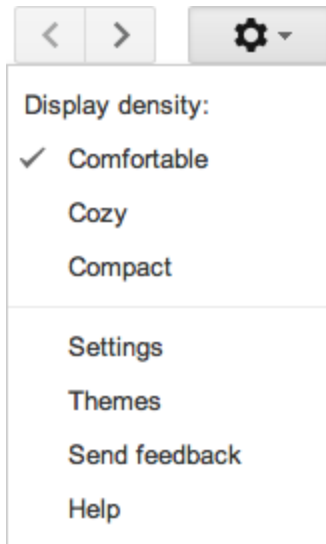 Display density:
Comfortable
Cozy
Compact
Settings
Themes
Send feedback
Help